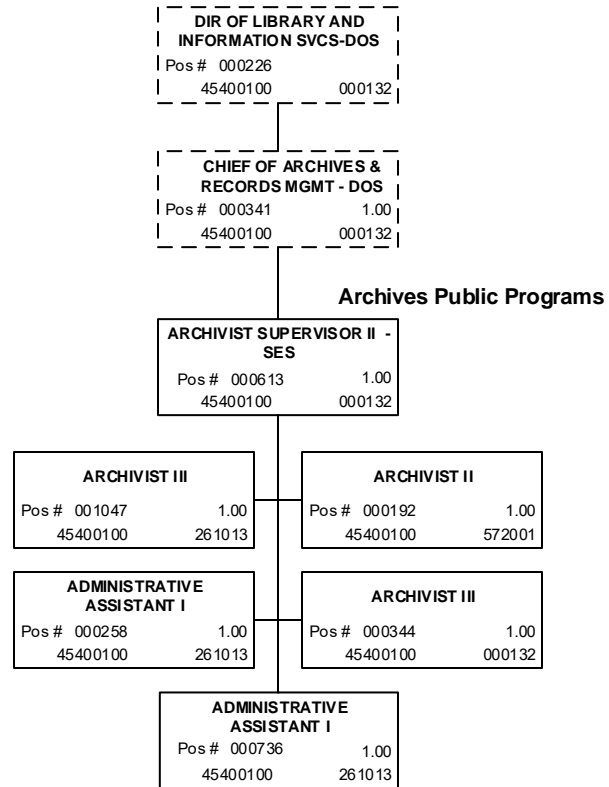 DIR OF LIBRARY AND
INFORMATION SVCS-DOS
Pos # 000226
45400100 000132
CHIEF OF ARCHIVES &
RECORDS MGMT - DOS
Pos # 000341 1.00
45400100 000132
Archives Public Programs
ARCHIVIST SUPERVISOR II -
SES
Pos # 000613 1.00
45400100 000132
ARCHIVIST III
Pos # 001047 1.00
45400100 261013
ARCHIVIST II
Pos # 000192 1.00
45400100 572001
ADMINISTRATIVE
ASSISTANT I
Pos # 000258 1.00
45400100 261013
ARCHIVIST III
Pos # 000344 1.00
45400100 000132
ADMINISTRATIVE
ASSISTANT I
Pos # 000736 1.00
45400100 261013